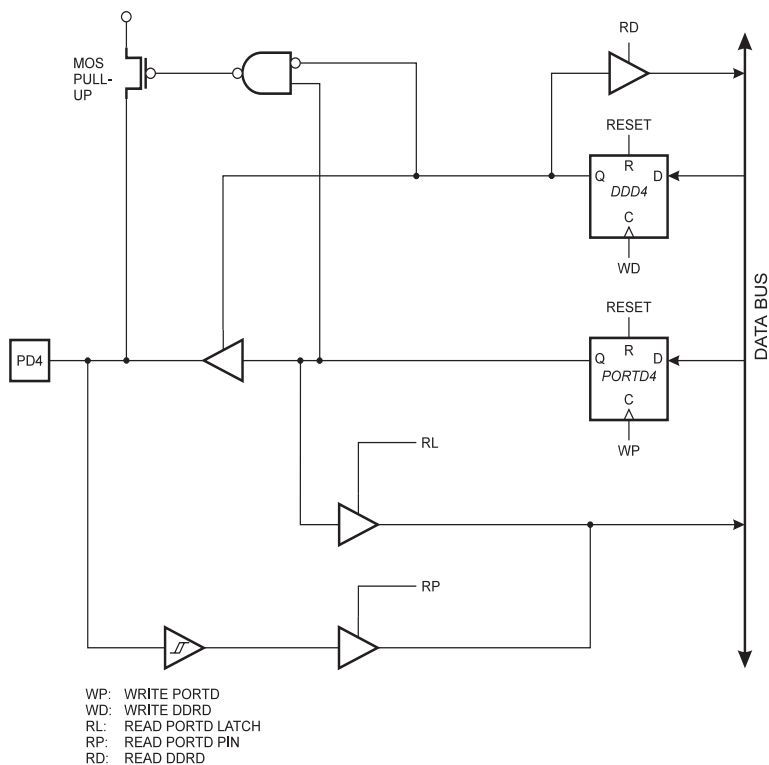 RD
MOS
PULL-
UP
RESET
R
Q
D
DDD4
C
WD
RESET
R
Q
D
PORTD4
C
WP
PD4
DATA BUS
RL
RP
WP: WRITE PORTD
WD: WRITE DDRD
RL: READ PORTD LATCH
RP: READ PORTD PIN
RD: READ DDRD